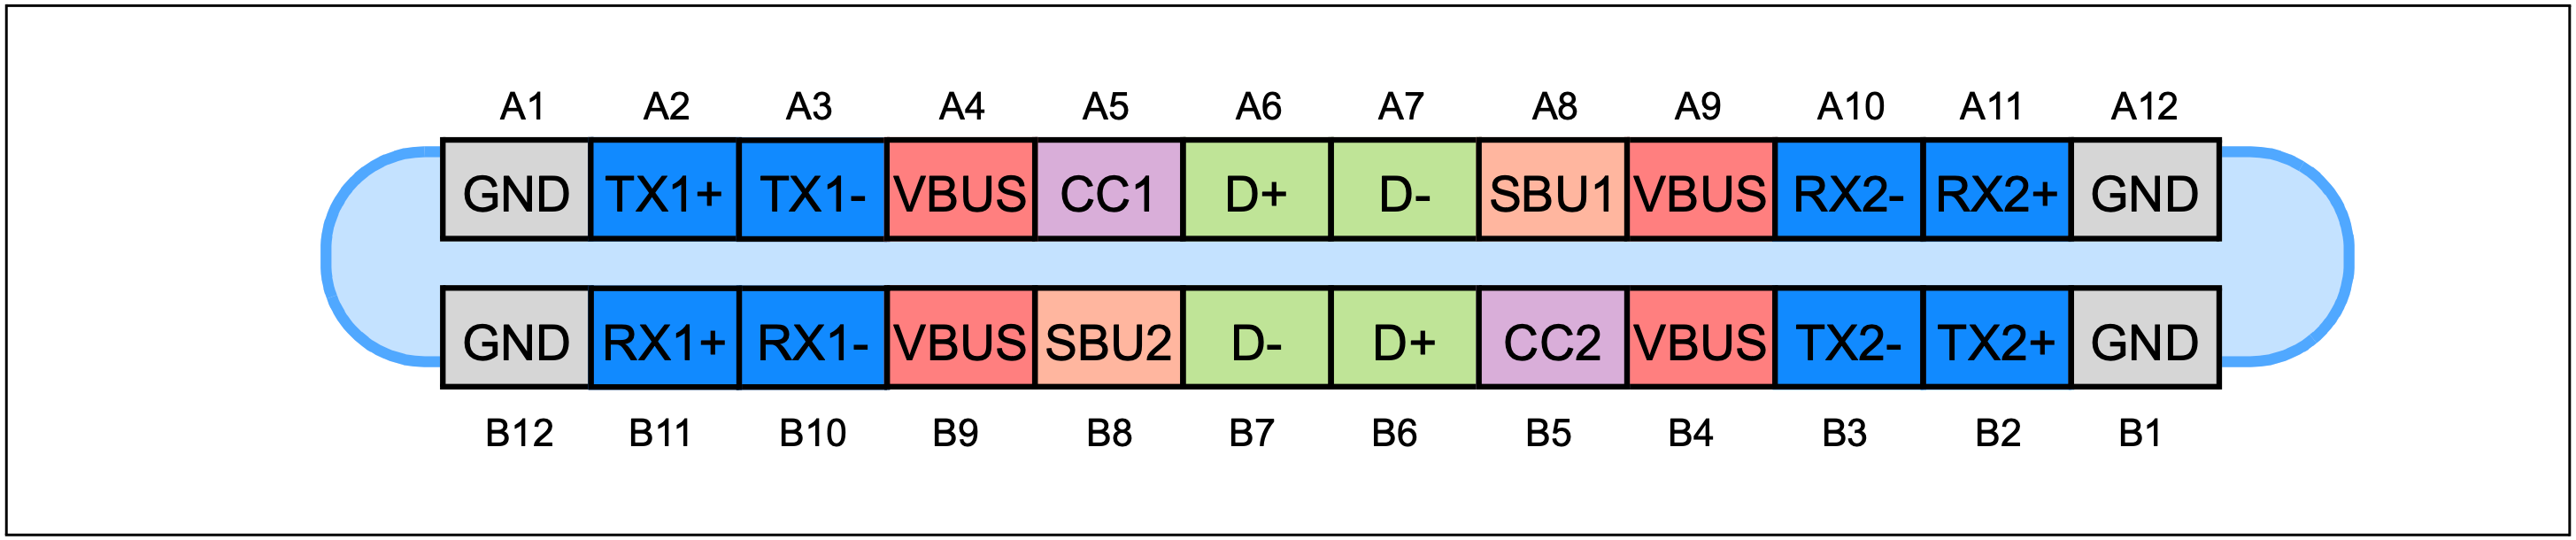 A1 A2 A3 A4 A5 A6 A7 A8 A9 A10 A11 A12
GND TX1+ TX1- VBUS CC1 D+ D- SBU1 VBUS RX2- RX2+ GND
GND RX1+ RX1- VBUS SBU2 D- D+ CC2 VBUS TX2- TX2+ GND
B12 B11 B10 B9 B8 B7 B6 B5 B4 B3 B2 B1